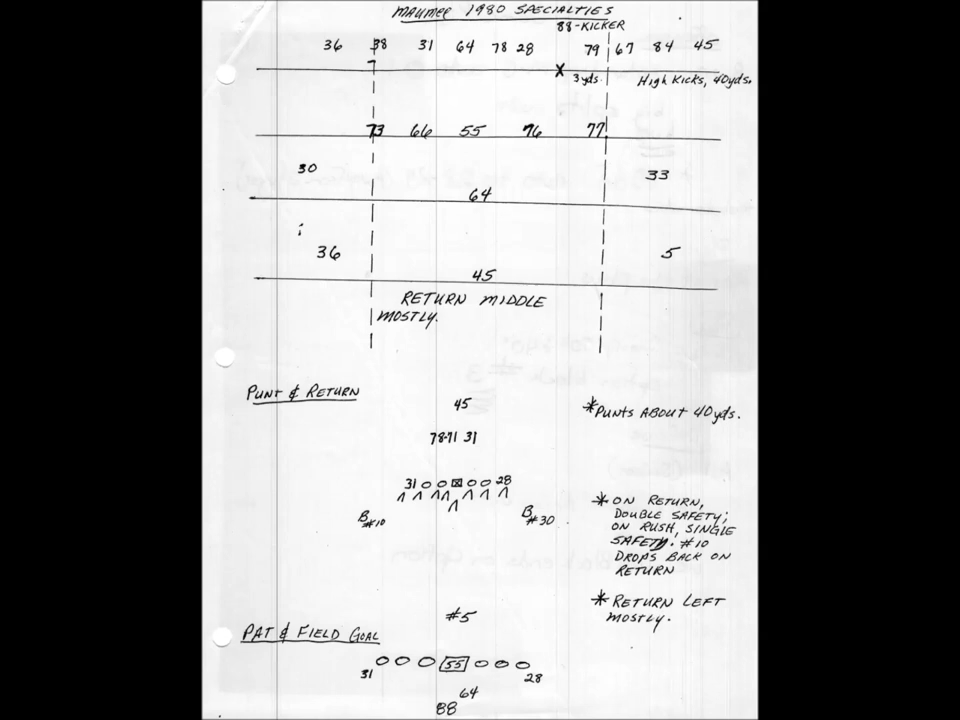 MAUMEE 1980 SPECIALTIES
88-KICKER
36 38 31 64 78 28 79 67 84 45
X 3yds. High Kicks, 40yds.
73 66 55 76 77
30 33
64
36 5
45
RETURN MIDDLE
MOSTLY.
PUNT & RETURN
45
*PUNTS ABOUT 40yds.
78-71 31
31 28
B #10 B #30
* ON RETURN,
DOUBLE SAFETY;
ON RUSH, SINGLE
SAFETY. #10
DROPS BACK ON
RETURN
* RETURN LEFT
MOSTLY.
#5
PAT & FIELD GOAL
55
31 28
64
88